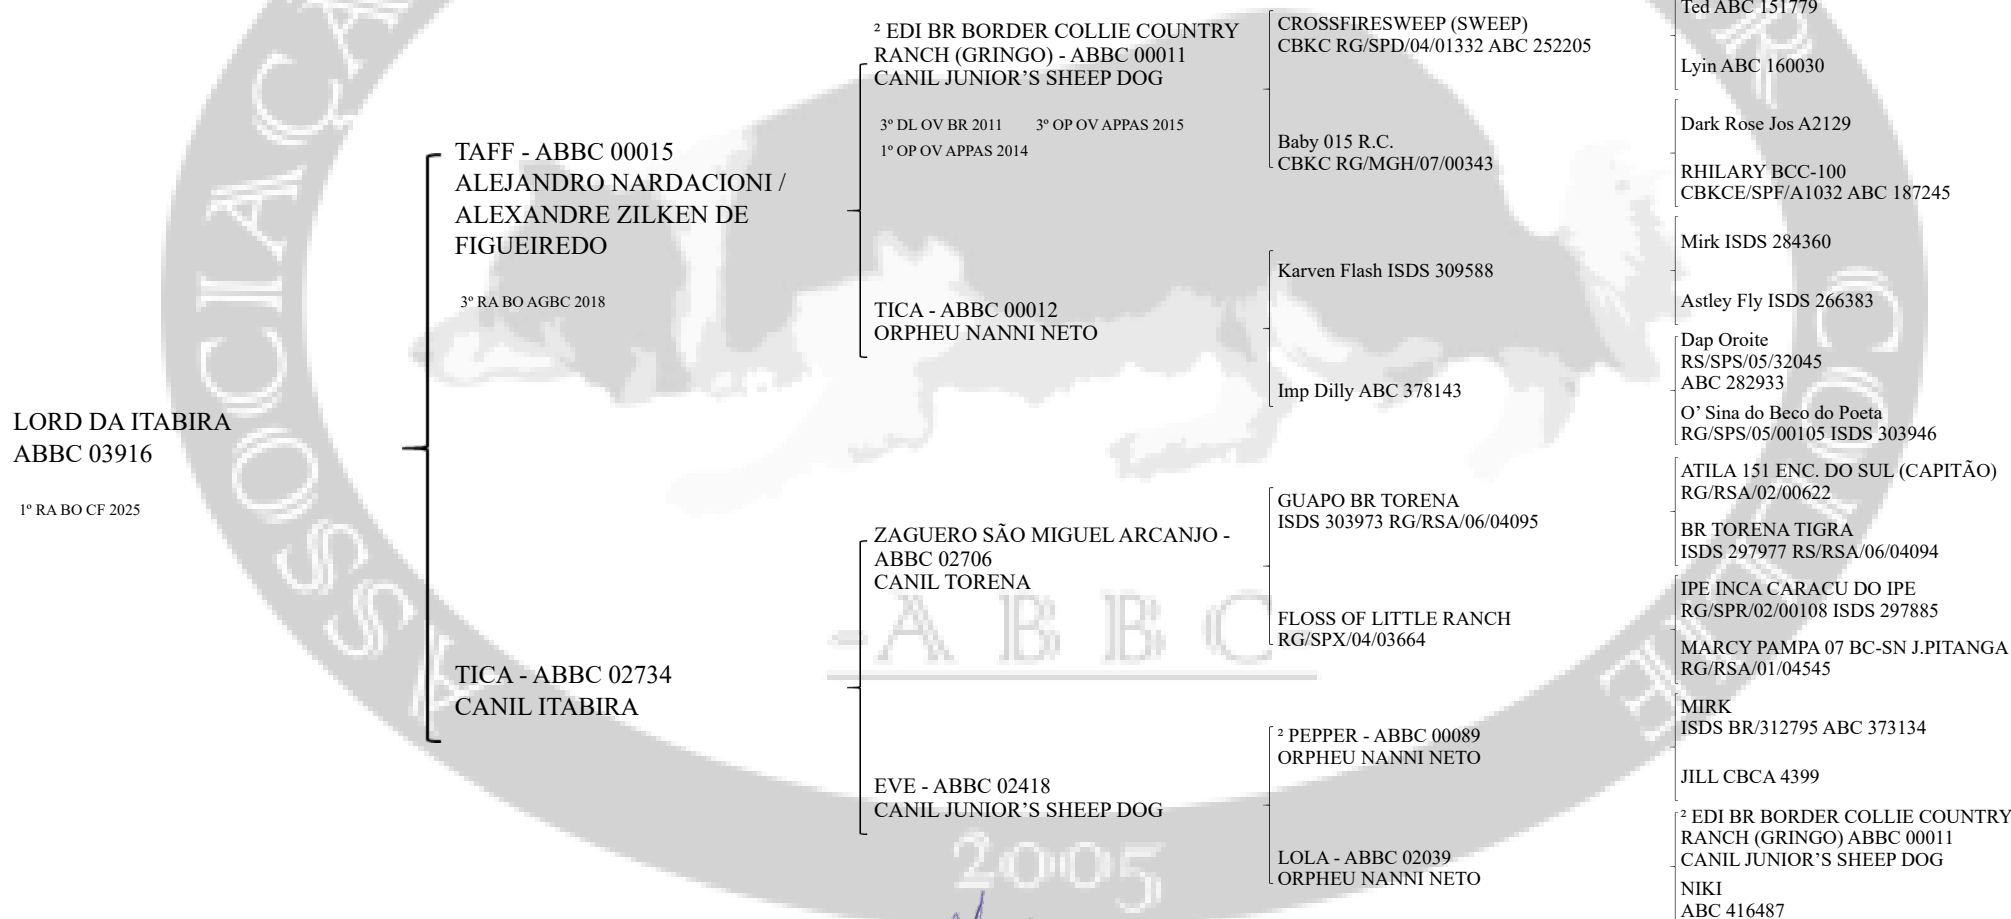 LORD DA ITABIRA
ABBC 03916
1º RA BO CF 2025
TAFF - ABBC 00015
ALEJANDRO NARDACIONI /
ALEXANDRE ZILKEN DE
FIGUEIREDO
3º RA BO AGBC 2018
TICA - ABBC 02734
CANIL ITABIRA
² EDI BR BORDER COLLIE COUNTRY
RANCH (GRINGO) - ABBC 00011
CANIL JUNIOR’S SHEEP DOG
3º DL OV BR 2011 3º OP OV APPAS 2015
1º OP OV APPAS 2014
TICA - ABBC 00012
ORPHEU NANNI NETO
ZAGUERO SÃO MIGUEL ARCANJO -
ABBC 02706
CANIL TORENA
EVE - ABBC 02418
CANIL JUNIOR’S SHEEP DOG
CROSSFIRESWEEP (SWEEP)
CBKC RG/SPD/04/01332 ABC 252205
Baby 015 R.C.
CBKC RG/MGH/07/00343
Karven Flash ISDS 309588
Imp Dilly ABC 378143
GUAPO BR TORENA
ISDS 303973 RG/RSA/06/04095
FLOSS OF LITTLE RANCH
RG/SPX/04/03664
² PEPPER - ABBC 00089
ORPHEU NANNI NETO
LOLA - ABBC 02039
ORPHEU NANNI NETO
Ted ABC 151779
Lyin ABC 160030
Dark Rose Jos A2129
RHILARY BCC-100
CBKCE/SPF/A1032 ABC 187245
Mirk ISDS 284360
Astley Fly ISDS 266383
Dap Oroite
RS/SPS/05/32045
ABC 282933
O’ Sina do Beco do Poeta
RG/SPS/05/00105 ISDS 303946
ATILA 151 ENC. DO SUL (CAPITÃO)
RG/RSA/02/00622
BR TORENA TIGRA
ISDS 297977 RS/RSA/06/04094
IPE INCA CARACU DO IPE
RG/SPR/02/00108 ISDS 297885
MARCY PAMPA 07 BC-SN J.PITANGA
RG/RSA/01/04545
MIRK
ISDS BR/312795 ABC 373134
JILL CBCA 4399
² EDI BR BORDER COLLIE COUNTRY
RANCH (GRINGO) ABBC 00011
CANIL JUNIOR’S SHEEP DOG
NIKI
ABC 416487
-A B B C
2005